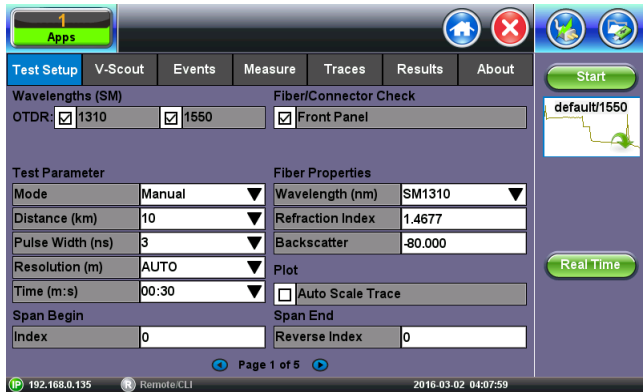 1
Apps
Test Setup V-Scout Events Measure Traces Results About
Start
Wavelengths (SM) Fiber/Connector Check
OTDR: 1310 1550 Front Panel
default/1550
Test Parameter Fiber Properties
Mode Manual Wavelength (nm) SM1310
Distance (km) 10 Refraction Index 1.4677
Pulse Width (ns) 3 Backscatter -80.000
Resolution (m) AUTO Plot
Real Time
Time (m:s) 00:30 Auto Scale Trace
Span Begin Span End
Index 0 Reverse Index 0
Page 1 of 5
IP 192.168.0.135 R Remote/CLI 2016-03-02 04:07:59